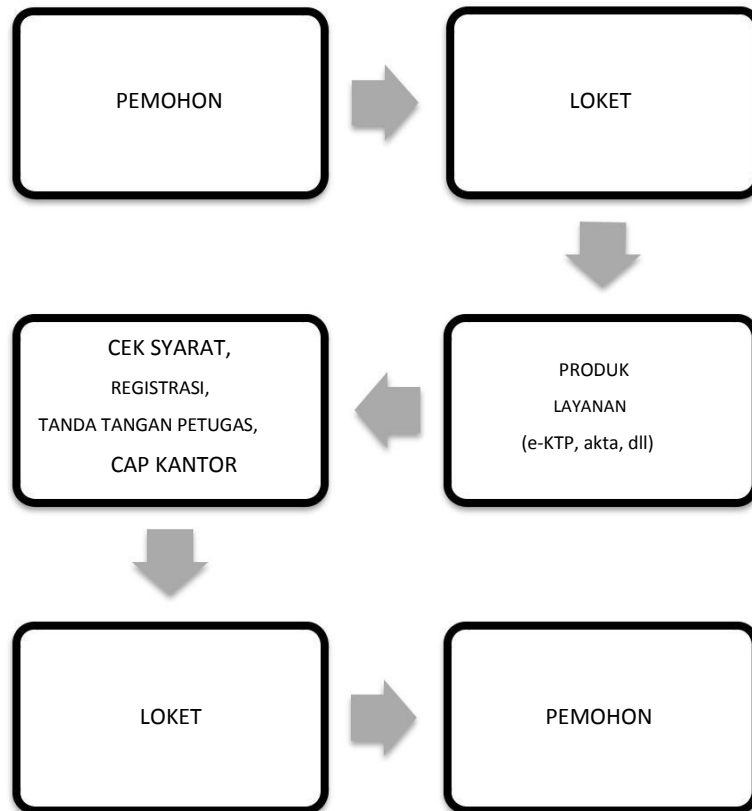 PEMOHON
LOKET
PRODUK
LAYANAN
(e-KTP, akta, dll)
CEK SYARAT,
REGISTRASI,
TANDA TANGAN PETUGAS,
CAP KANTOR
LOKET
PEMOHON